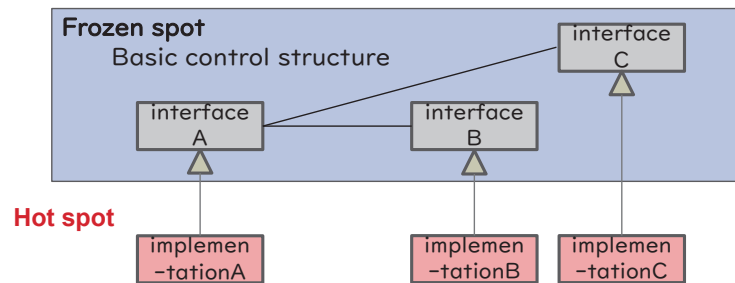 Frozen spot
Basic control structure
interface
C
interface
A
interface
B
Hot spot
implemen
-tationA
implemen
-tationB
implemen
-tationC